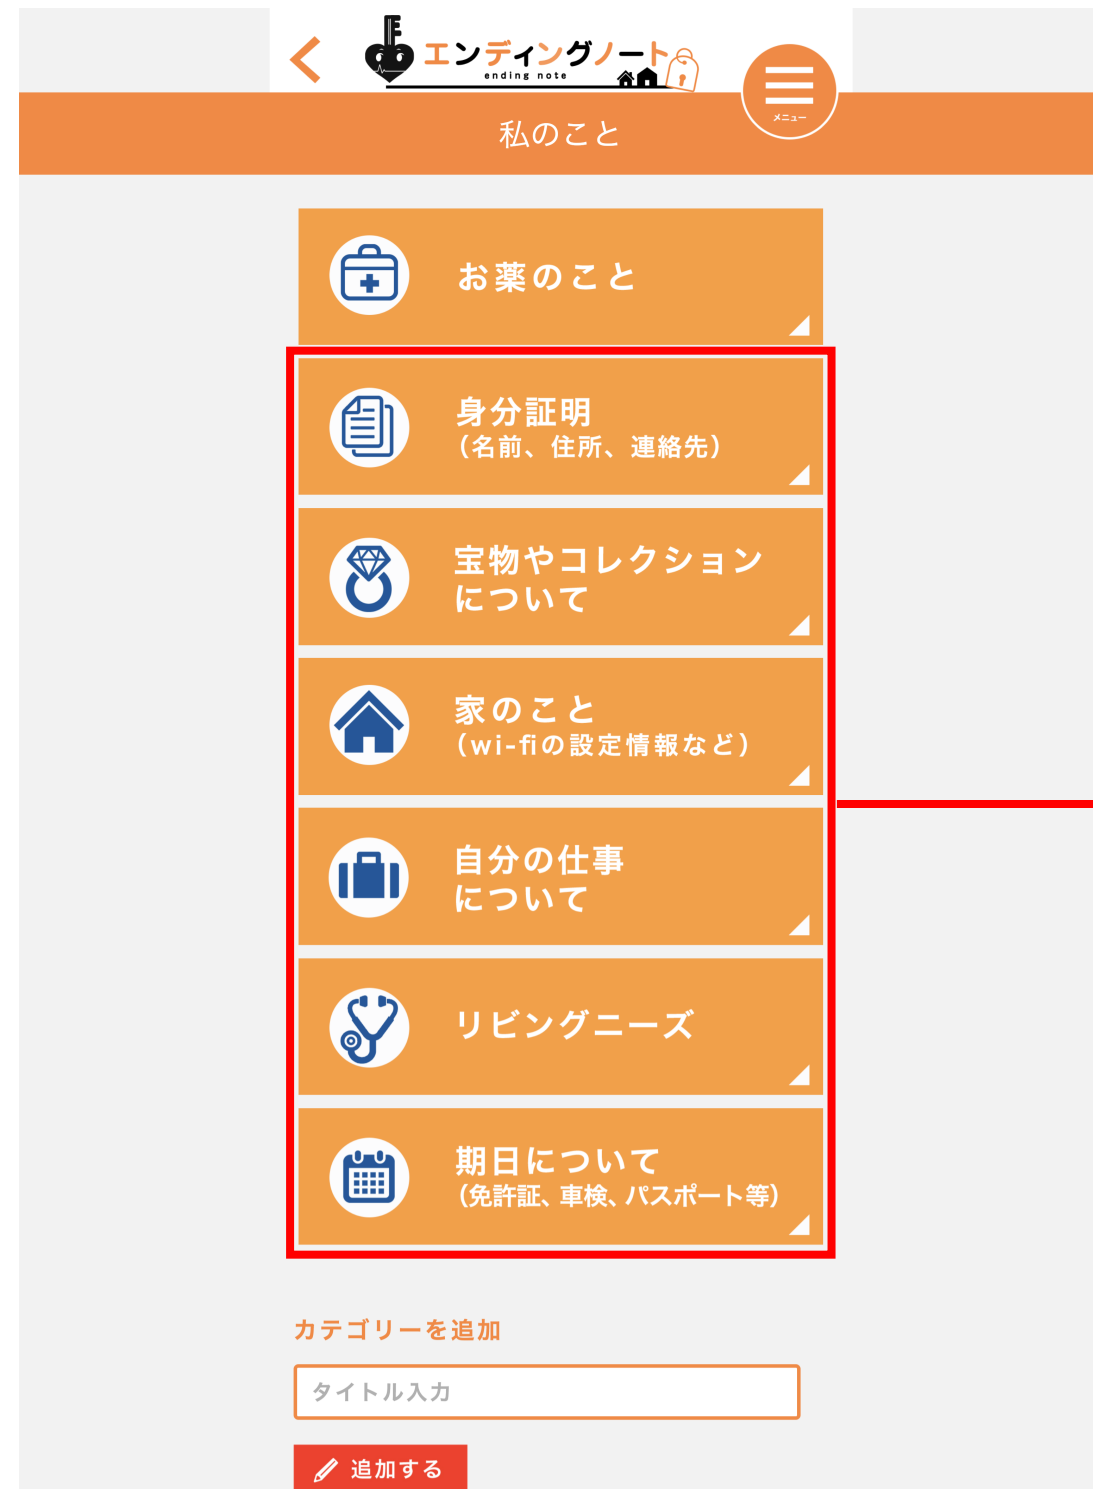 エンディングノート
ending note
メニュー
私のこと
お薬のこと
身分証明
（名前、住所、連絡先）
宝物やコレクション
について
家のこと
（wi-fiの設定情報など）
自分の仕事
について
リビングニーズ
期日について
（免許証、車検、パスポート等）
カテゴリーを追加
タイトル入力
追加する